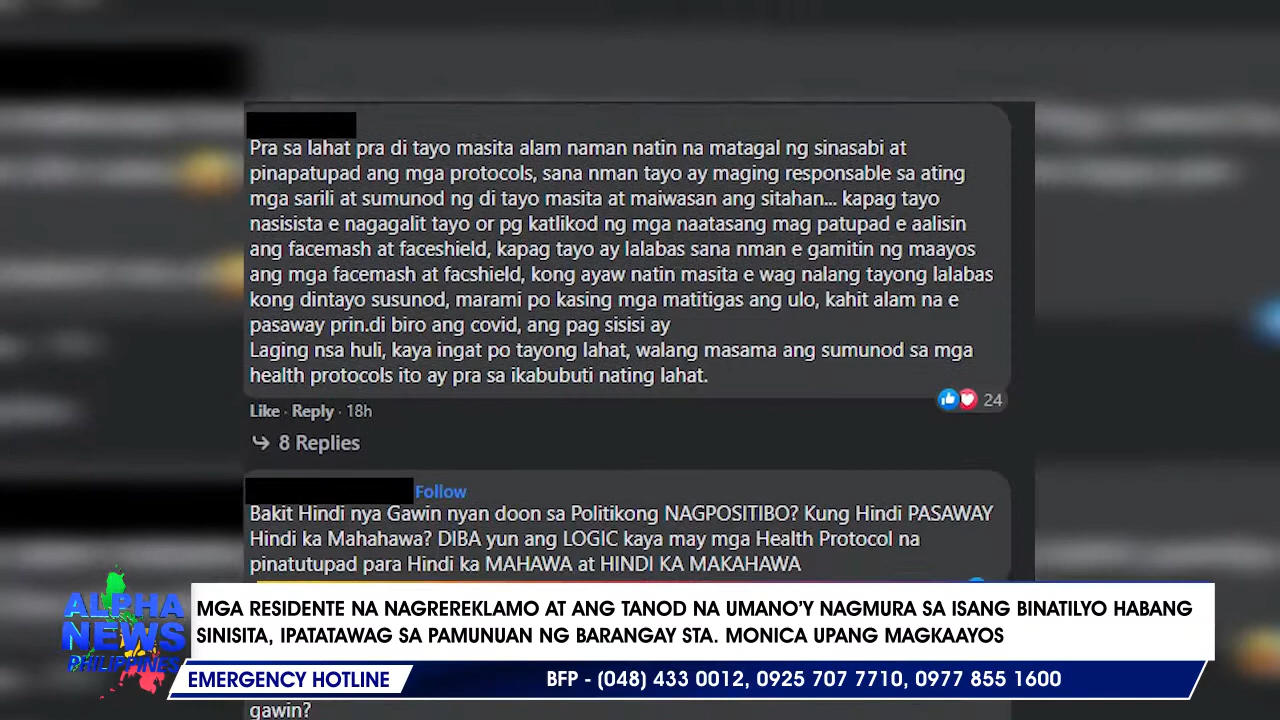 Pra sa lahat pra di tayo masita alam naman natin na matagal ng sinasabi at
pinapatupad ang mga protocols, sana nman tayo ay maging responsable sa ating
mga sarili at sumunod ng di tayo masita at maiwasan ang sitahan... kapag tayo
nasisista e nagagalit tayo or pg katlikod ng mga naatasang mag patupad e aalisin
ang facemash at faceshield, kapag tayo ay lalabas sana nman e gamitin ng maayos
ang mga facemash at facshield, kong ayaw natin masita e wag nalang tayong lalabas
kong dintayo susunod, marami po kasing mga matitigas ang ulo, kahit alam na e
pasaway prin.di biro ang covid, ang pag sisisi ay
Laging nsa huli, kaya ingat po tayong lahat, walang masama ang sumunod sa mga
health protocols ito ay pra sa ikabubuti nating lahat.
24
Like · Reply · 18h
8 Replies
Follow
Bakit Hindi nya Gawin nyan doon sa Politikong NAGPOSITIBO? Kung Hindi PASAWAY
Hindi ka Mahahawa? DIBA yun ang LOGIC kaya may mga Health Protocol na
pinatutupad para Hindi ka MAHAWA at HINDI KA MAKAHAWA
ALPHA
NEWS
PHILIPPINES
MGA RESIDENTE NA NAGREREKLAMO AT ANG TANOD NA UMANO'Y NAGMURA SA ISANG BINATILYO HABANG
SINISITA, IPATATAWAG SA PAMUNUAN NG BARANGAY STA. MONICA UPANG MAGKAAYOS
EMERGENCY HOTLINE
BFP - (048) 433 0012, 0925 707 7710, 0977 855 1600
gawin?